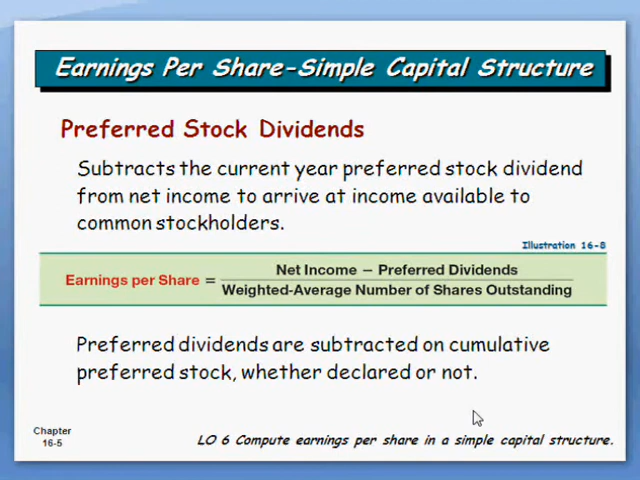 Earnings Per Share-Simple Capital Structure
Preferred Stock Dividends
Subtracts the current year preferred stock dividend
from net income to arrive at income available to
common stockholders.
Illustration 16-8
Earnings per Share = Net Income − Preferred Dividends
Weighted-Average Number of Shares Outstanding
Preferred dividends are subtracted on cumulative
preferred stock, whether declared or not.
Chapter
16-5
LO 6 Compute earnings per share in a simple capital structure.